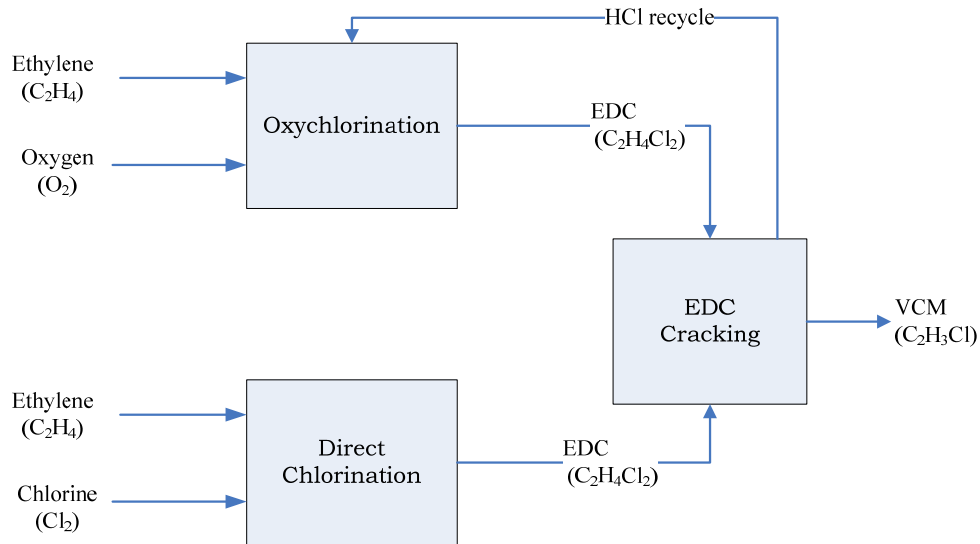 HCl recycle
Ethylene
(C₂H₄)
Oxychlorination
Oxygen
(O₂)
EDC
(C₂H₄Cl₂)
EDC
Cracking
VCM
(C₂H₃Cl)
Ethylene
(C₂H₄)
Direct
Chlorination
EDC
(C₂H₄Cl₂)
Chlorine
(Cl₂)